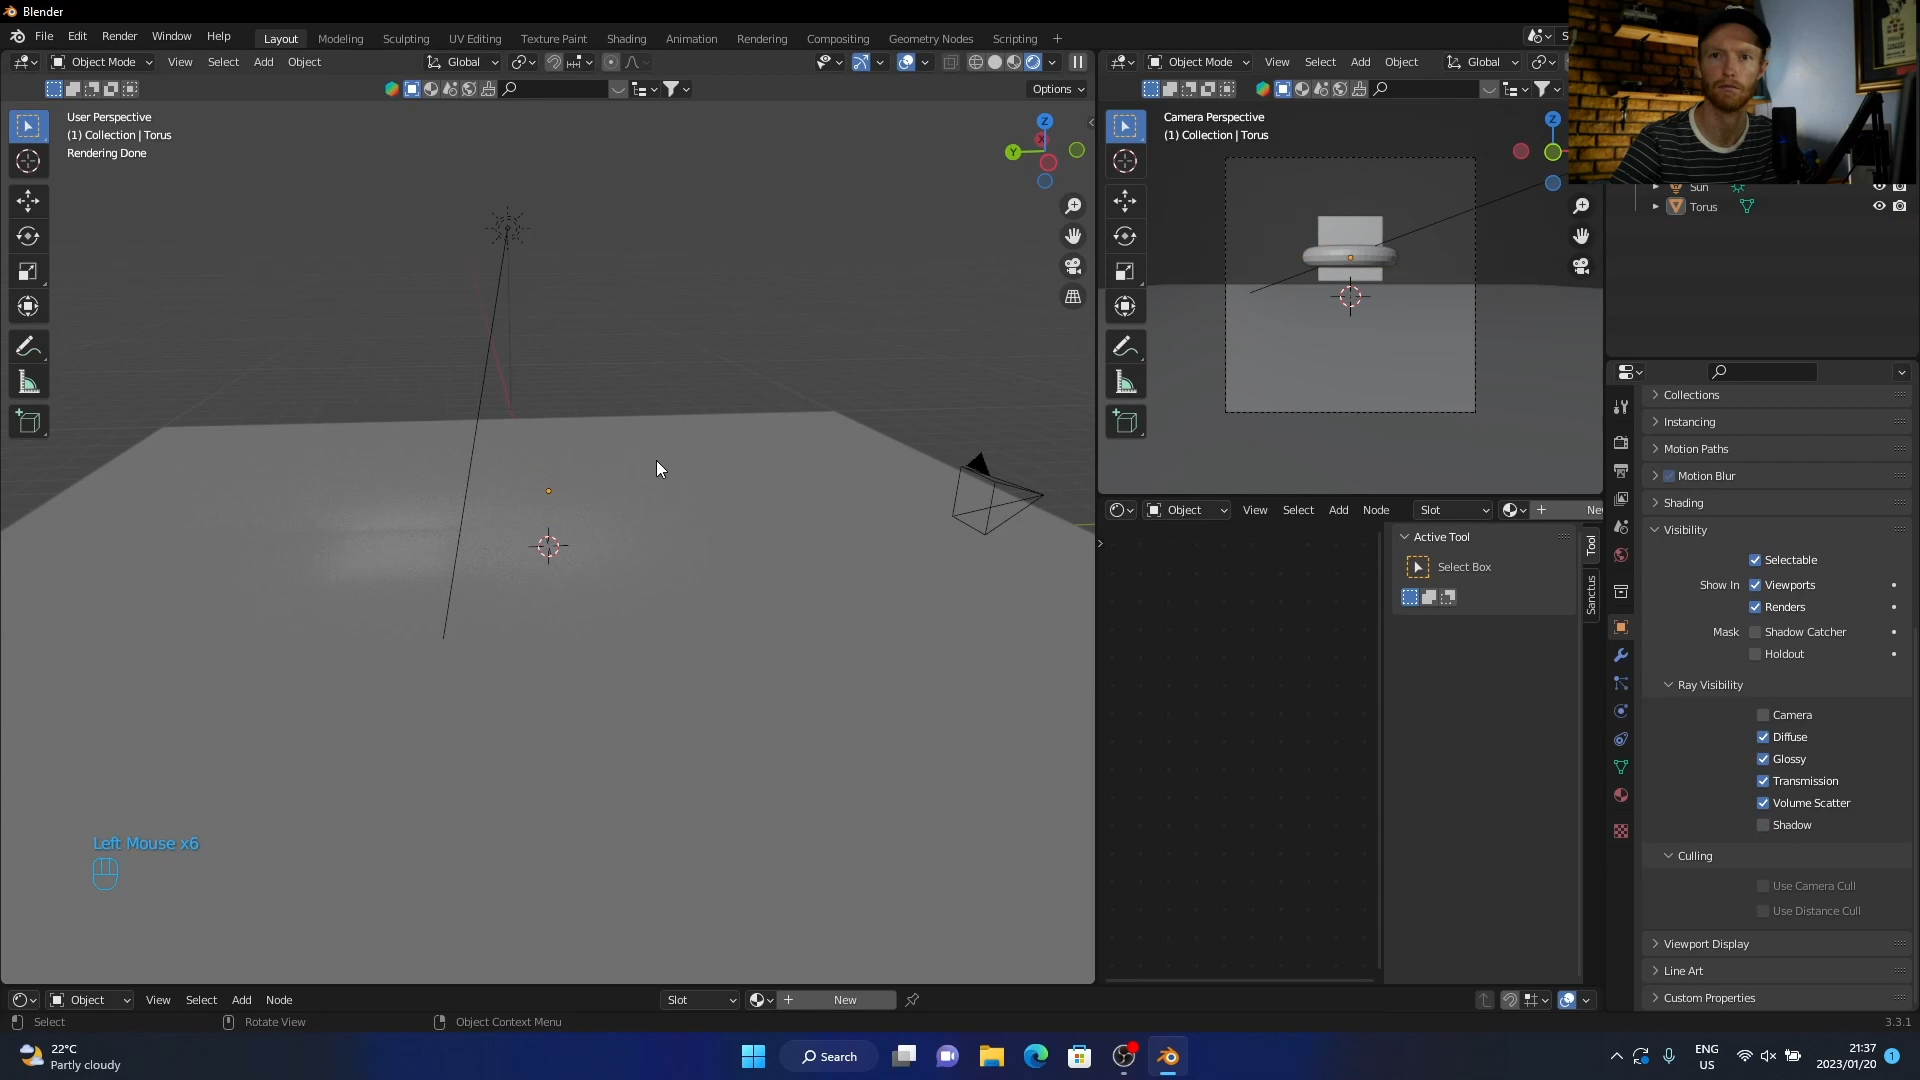 Blender
File Edit Render Window Help
Layout Modeling Sculpting UV Editing Texture Paint Shading Animation Rendering Compositing Geometry Nodes Scripting
Object Mode View Select Add Object Global
Options
User Perspective
(1) Collection | Torus
Rendering Done
Z
X
Y
Left Mouse x6
Object Mode View Select Add Object Global
Camera Perspective
(1) Collection | Torus
Z
Object View Select Add Node Slot Ne
Active Tool
Select Box
Tool
Sanctus
Sun
Torus
Collections
Instancing
Motion Paths
Motion Blur
Shading
Visibility
Selectable
Show In Viewports
Renders
Mask Shadow Catcher
Holdout
Ray Visibility
Camera
Diffuse
Glossy
Transmission
Volume Scatter
Shadow
Culling
Use Camera Cull
Use Distance Cull
Viewport Display
Line Art
Custom Properties
Object View Select Add Node Slot New
Select Rotate View Object Context Menu
3.3.1
22°C
Partly cloudy
Search
ENG
US
21:37
2023/01/20
1